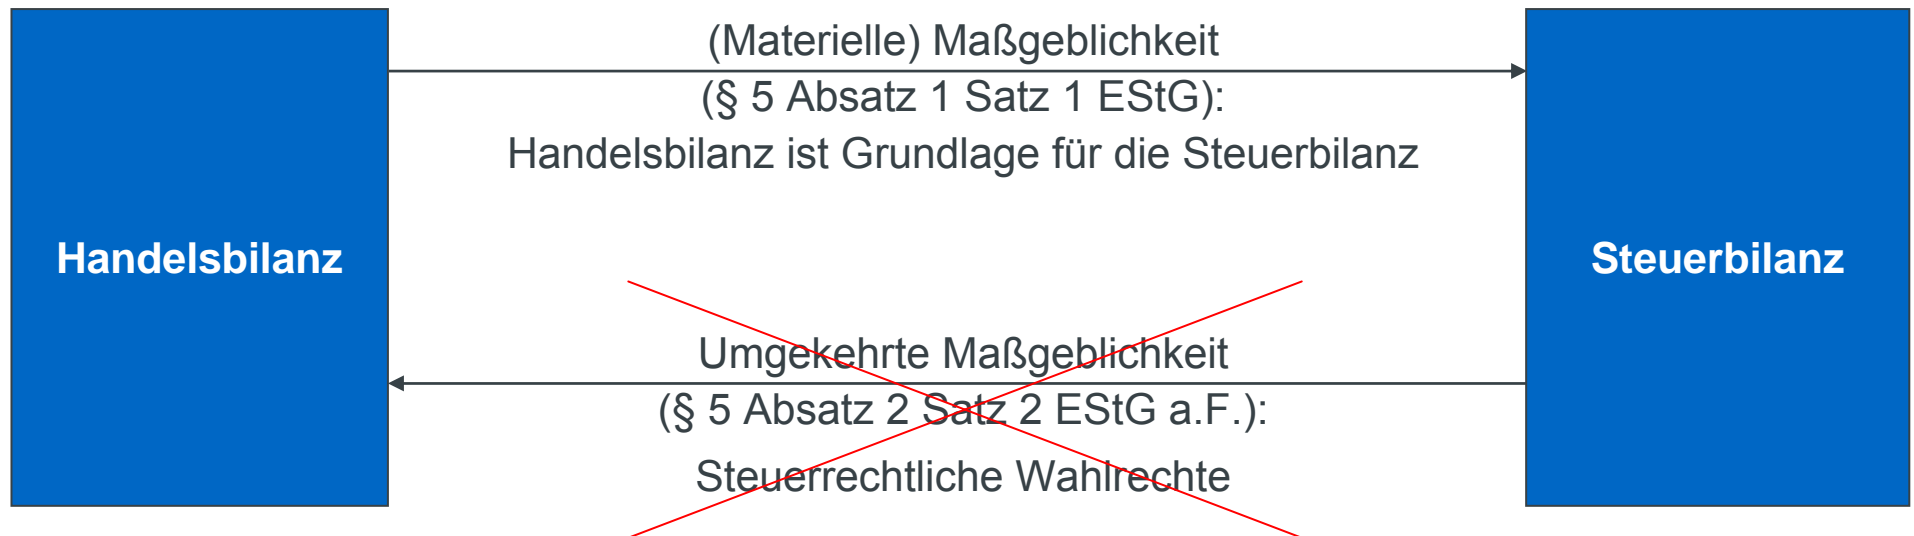 (Materielle) Maßgeblichkeit
(§ 5 Absatz 1 Satz 1 EStG):
Handelsbilanz ist Grundlage für die Steuerbilanz
Handelsbilanz
Steuerbilanz
Umgekehrte Maßgeblichkeit
(§ 5 Absatz 2 Satz 2 EStG a.F.):
Steuerrechtliche Wahlrechte